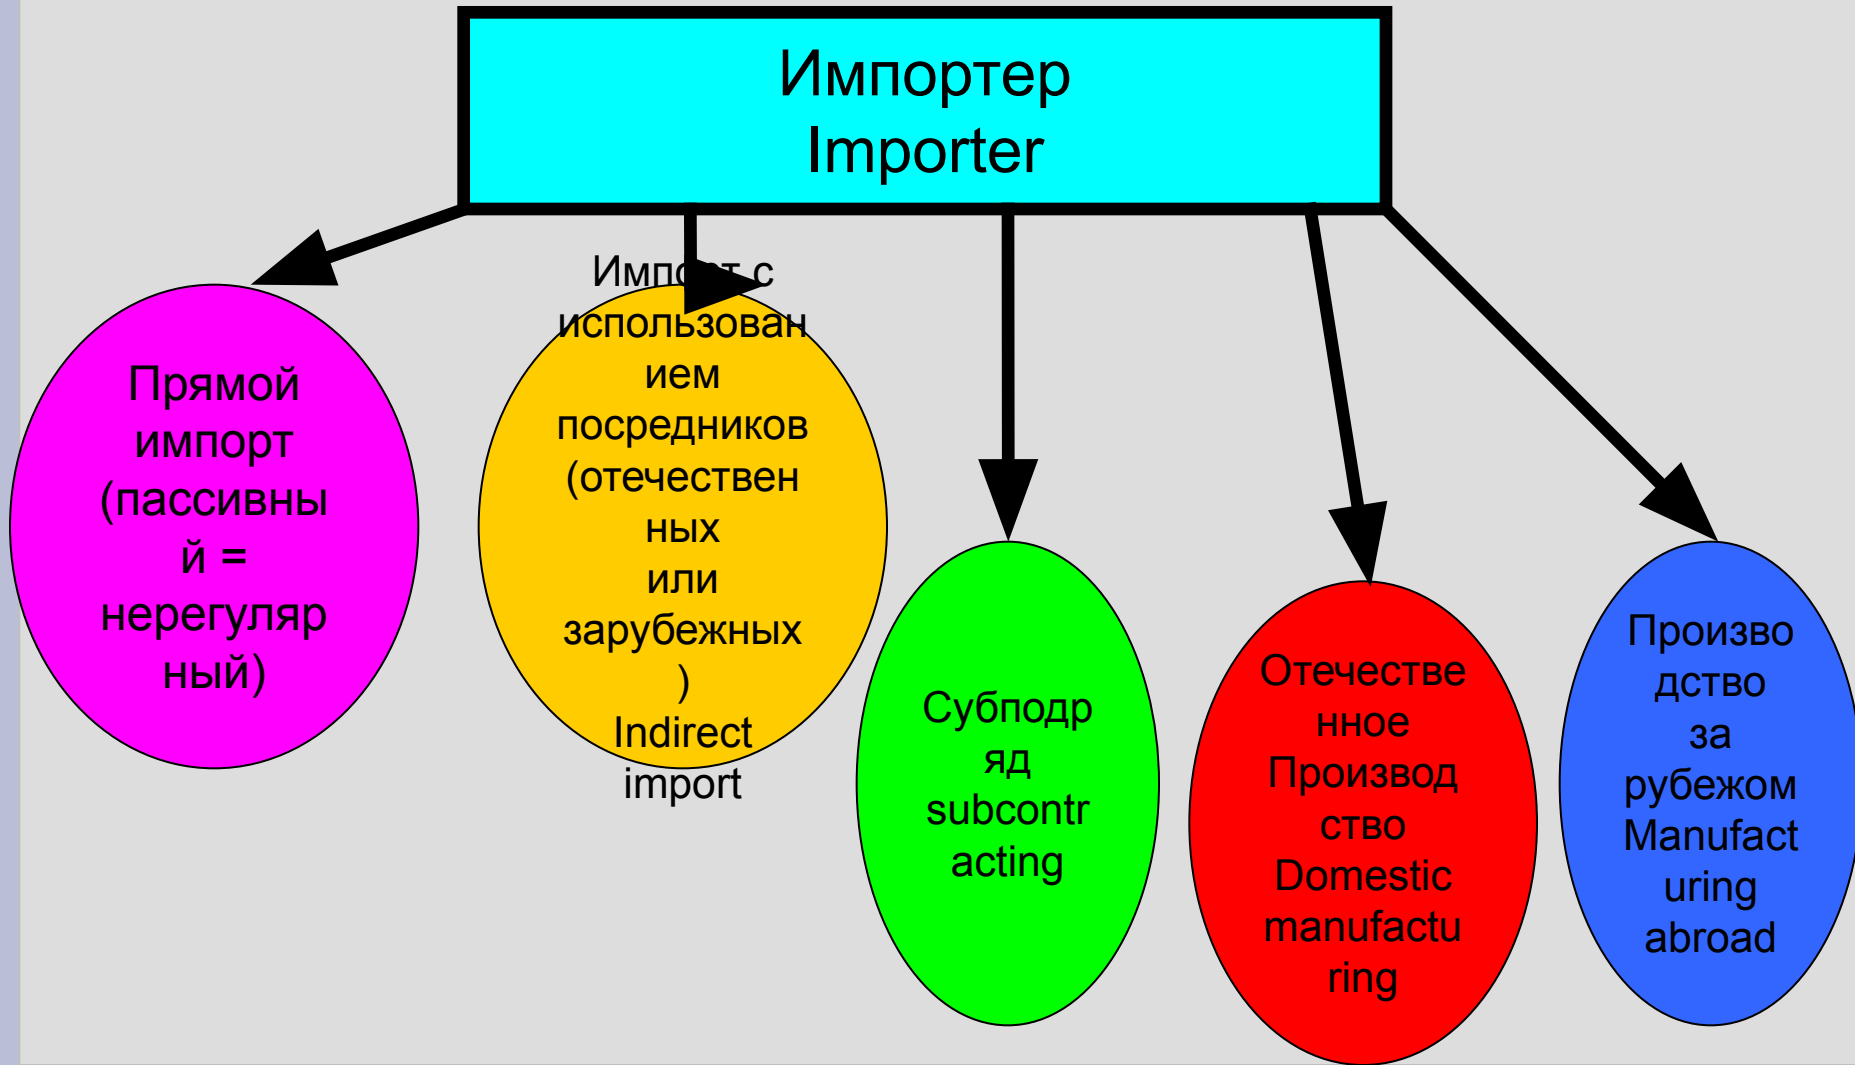 Импортер
Importer
Прямой
импорт
(пассивны
й =
нерегуляр
ный)
Импорт с
использован
ием
посредников
(отечествен
ных
или
зарубежных
)
Indirect
import
Субподр
яд
subcontr
acting
Отечестве
нное
Производ
ство
Domestic
manufactu
ring
Произво
дство
за
рубежом
Manufact
uring
abroad